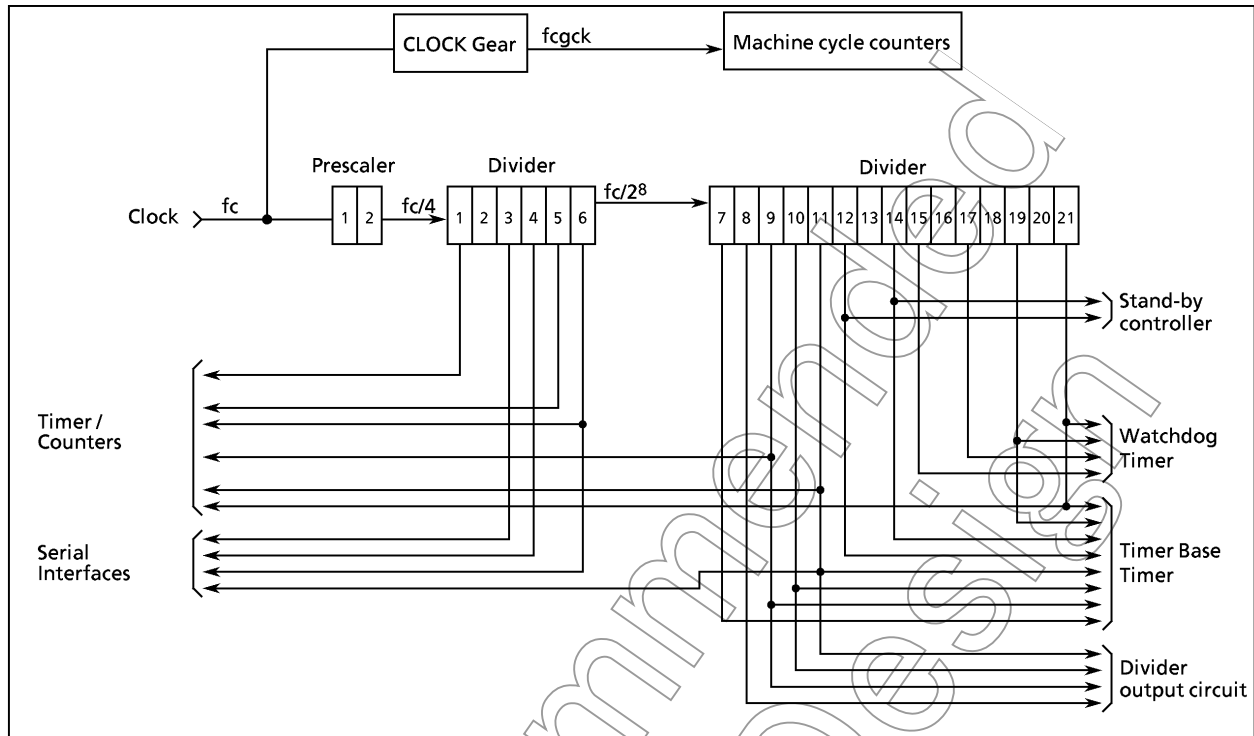 CLOCK Gear
fcgck
Machine cycle counters
Prescaler
Divider
Divider
Clock
fc
1 2
fc/4
1 2 3 4 5 6
fc/2⁸
7 8 9 10 11 12 13 14 15 16 17 18 19 20 21
Stand-by
controller
Timer /
Counters
Watchdog
Timer
Serial
Interfaces
Timer Base
Timer
Divider
output circuit
mmended
esign